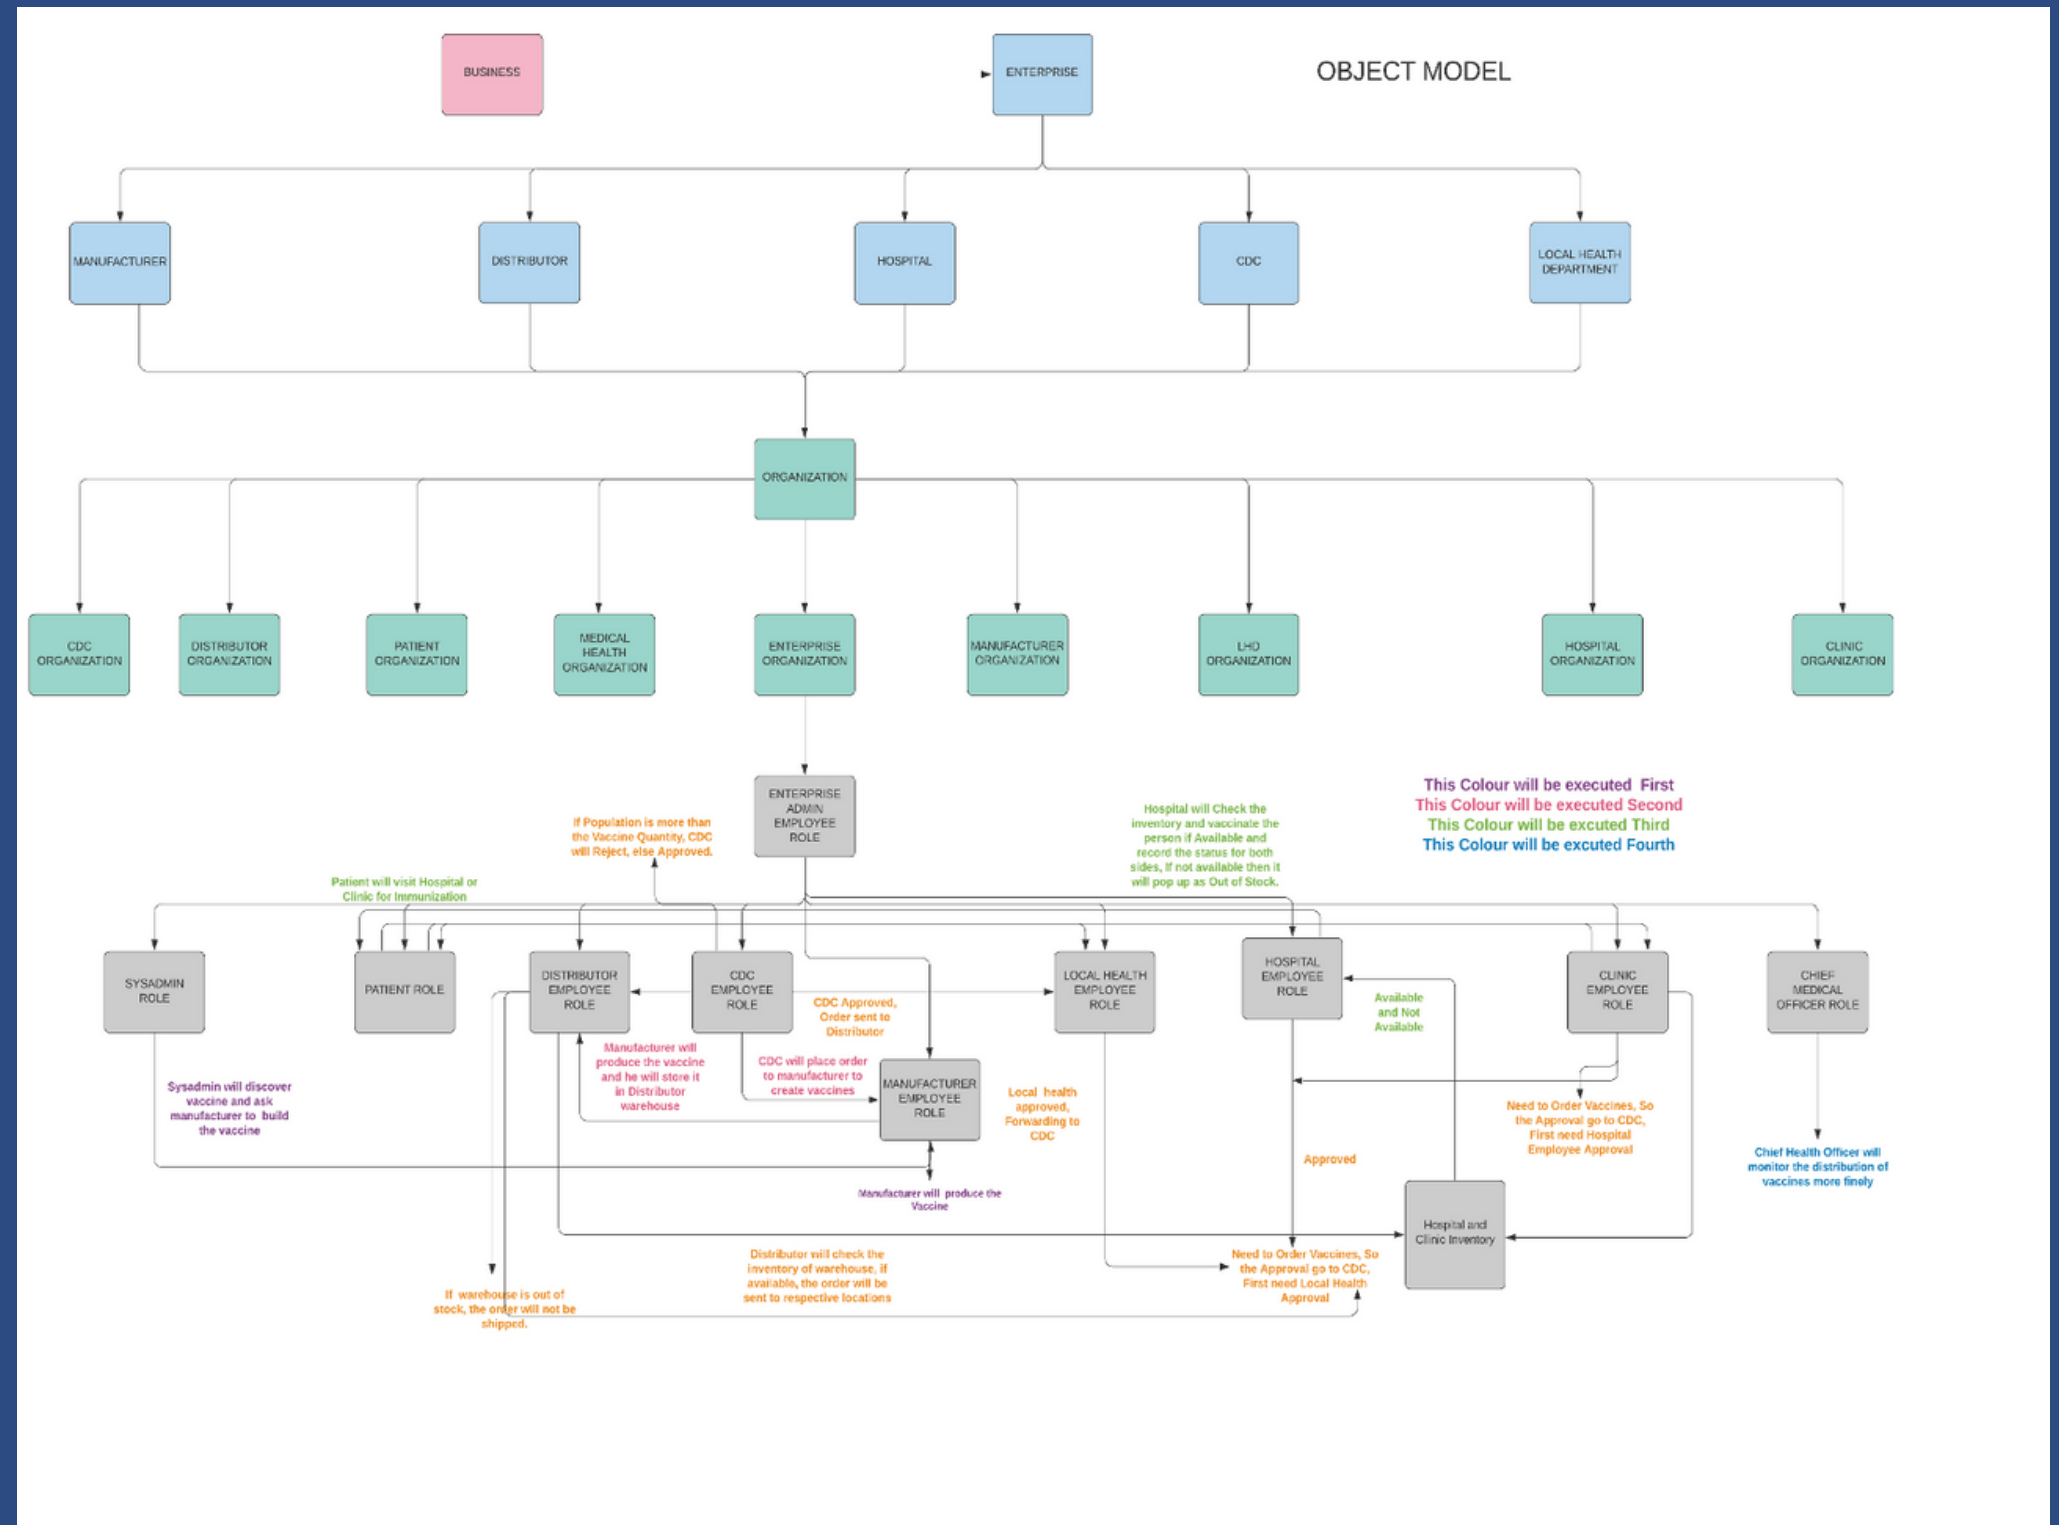 BUSINESS
ENTERPRISE
OBJECT MODEL
MANUFACTURER
DISTRIBUTOR
HOSPITAL
CDC
LOCAL HEALTH
DEPARTMENT
ORGANIZATION
CDC
ORGANIZATION
DISTRIBUTOR
ORGANIZATION
PATIENT
ORGANIZATION
MEDICAL
HEALTH
ORGANIZATION
ENTERPRISE
ORGANIZATION
MANUFACTURER
ORGANIZATION
LHD
ORGANIZATION
HOSPITAL
ORGANIZATION
CLINIC
ORGANIZATION
ENTERPRISE
ADMIN
EMPLOYEE
ROLE
This Colour will be executed First
This Colour will be executed Second
This Colour will be excuted Third
This Colour will be excuted Fourth
If Population is more than
the Vaccine Quantity, CDC
will Reject, else Approved.
Hospital will Check the
inventory and vaccinate the
person if Available and
record the status for both
sides, If not available then it
will pop up as Out of Stock.
Patient will visit Hospital or
Clinic for Immunization
SYSADMIN
ROLE
PATIENT ROLE
DISTRIBUTOR
EMPLOYEE
ROLE
CDC
EMPLOYEE
ROLE
CDC Approved,
Order sent to
Distributor
LOCAL HEALTH
EMPLOYEE
ROLE
HOSPITAL
EMPLOYEE
ROLE
Available
and Not
Available
CLINIC
EMPLOYEE
ROLE
CHIEF
MEDICAL
OFFICER ROLE
Sysadmin will discover
vaccine and ask
manufacturer to build
the vaccine
Manufacturer will
produce the vaccine
and he will store it
in Distributor
warehouse
CDC will place order
to manufacturer to
create vaccines
MANUFACTURER
EMPLOYEE
ROLE
Local health
approved,
Forwarding to
CDC
Need to Order Vaccines, So
the Approval go to CDC,
First need Hospital
Employee Approval
Approved
Chief Health Officer will
monitor the distribution of
vaccines more finely
Manufacturer will produce the
Vaccine
Hospital and
Clinic Inventory
Distributor will check the
inventory of warehouse, if
available, the order will be
sent to respective locations
Need to Order Vaccines, So
the Approval go to CDC,
First need Local Health
Approval
If warehouse is out of
stock, the order will not be
shipped.